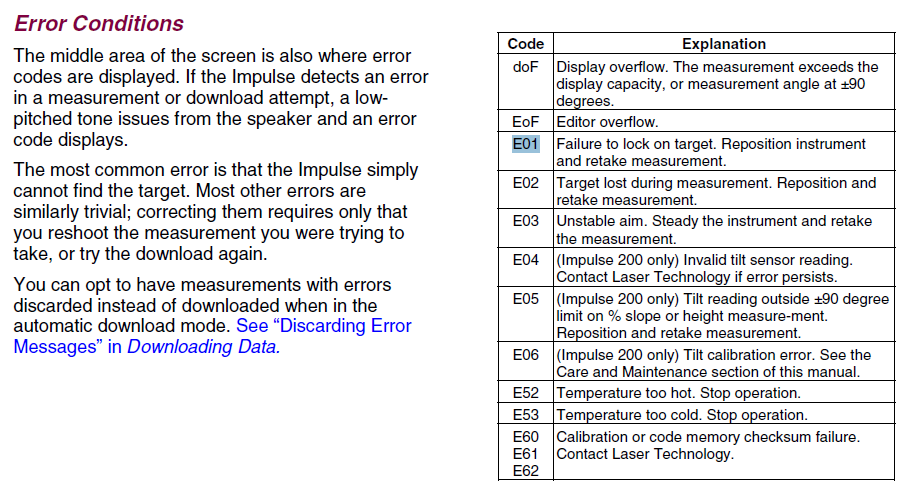 Error Conditions
The middle area of the screen is also where error
codes are displayed. If the Impulse detects an error
in a measurement or download attempt, a low-
pitched tone issues from the speaker and an error
code displays.
The most common error is that the Impulse simply
cannot find the target. Most other errors are
similarly trivial; correcting them requires only that
you reshoot the measurement you were trying to
take, or try the download again.
You can opt to have measurements with errors
discarded instead of downloaded when in the
automatic download mode. See “Discarding Error
Messages” in Downloading Data.
Code Explanation
doF Display overflow. The measurement exceeds the
display capacity, or measurement angle at ±90
degrees.
EoF Editor overflow.
E01 Failure to lock on target. Reposition instrument
and retake measurement.
E02 Target lost during measurement. Reposition and
retake measurement.
E03 Unstable aim. Steady the instrument and retake
the measurement.
E04 (Impulse 200 only) Invalid tilt sensor reading.
Contact Laser Technology if error persists.
E05 (Impulse 200 only) Tilt reading outside ±90 degree
limit on % slope or height measure-ment.
Reposition and retake measurement.
E06 (Impulse 200 only) Tilt calibration error. See the
Care and Maintenance section of this manual.
E52 Temperature too hot. Stop operation.
E53 Temperature too cold. Stop operation.
E60 Calibration or code memory checksum failure.
E61 Contact Laser Technology.
E62